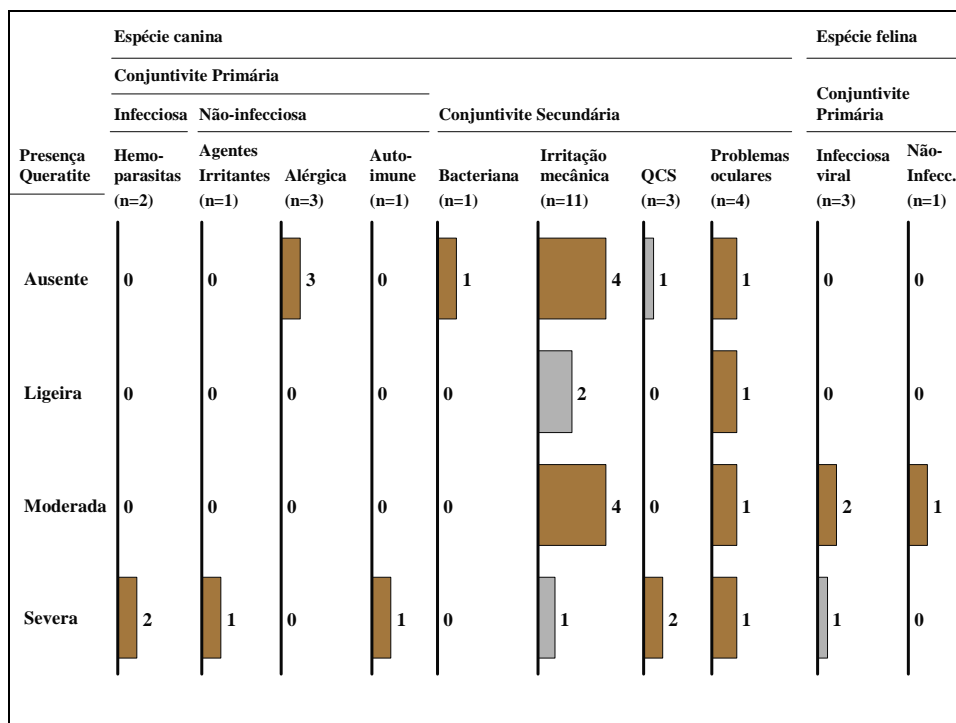 Espécie canina Espécie felina
Conjuntivite Primária
Conjuntivite Primária
Infecciosa Não-infecciosa Conjuntivite Secundária
Presença Queratite
Hemo-parasitas (n=2)
Agentes Irritantes (n=1)
Alérgica (n=3)
Auto-imune (n=1)
Bacteriana (n=1)
Irritação mecânica (n=11)
QCS (n=3)
Problemas oculares (n=4)
Infecciosa viral (n=3)
Não-Infecc. (n=1)
Ausente 0 0 3 0 1 4 1 1 0 0
Ligeira 0 0 0 0 0 2 0 1 0 0
Moderada 0 0 0 0 0 4 0 1 2 1
Severa 2 1 0 1 0 1 2 1 1 0